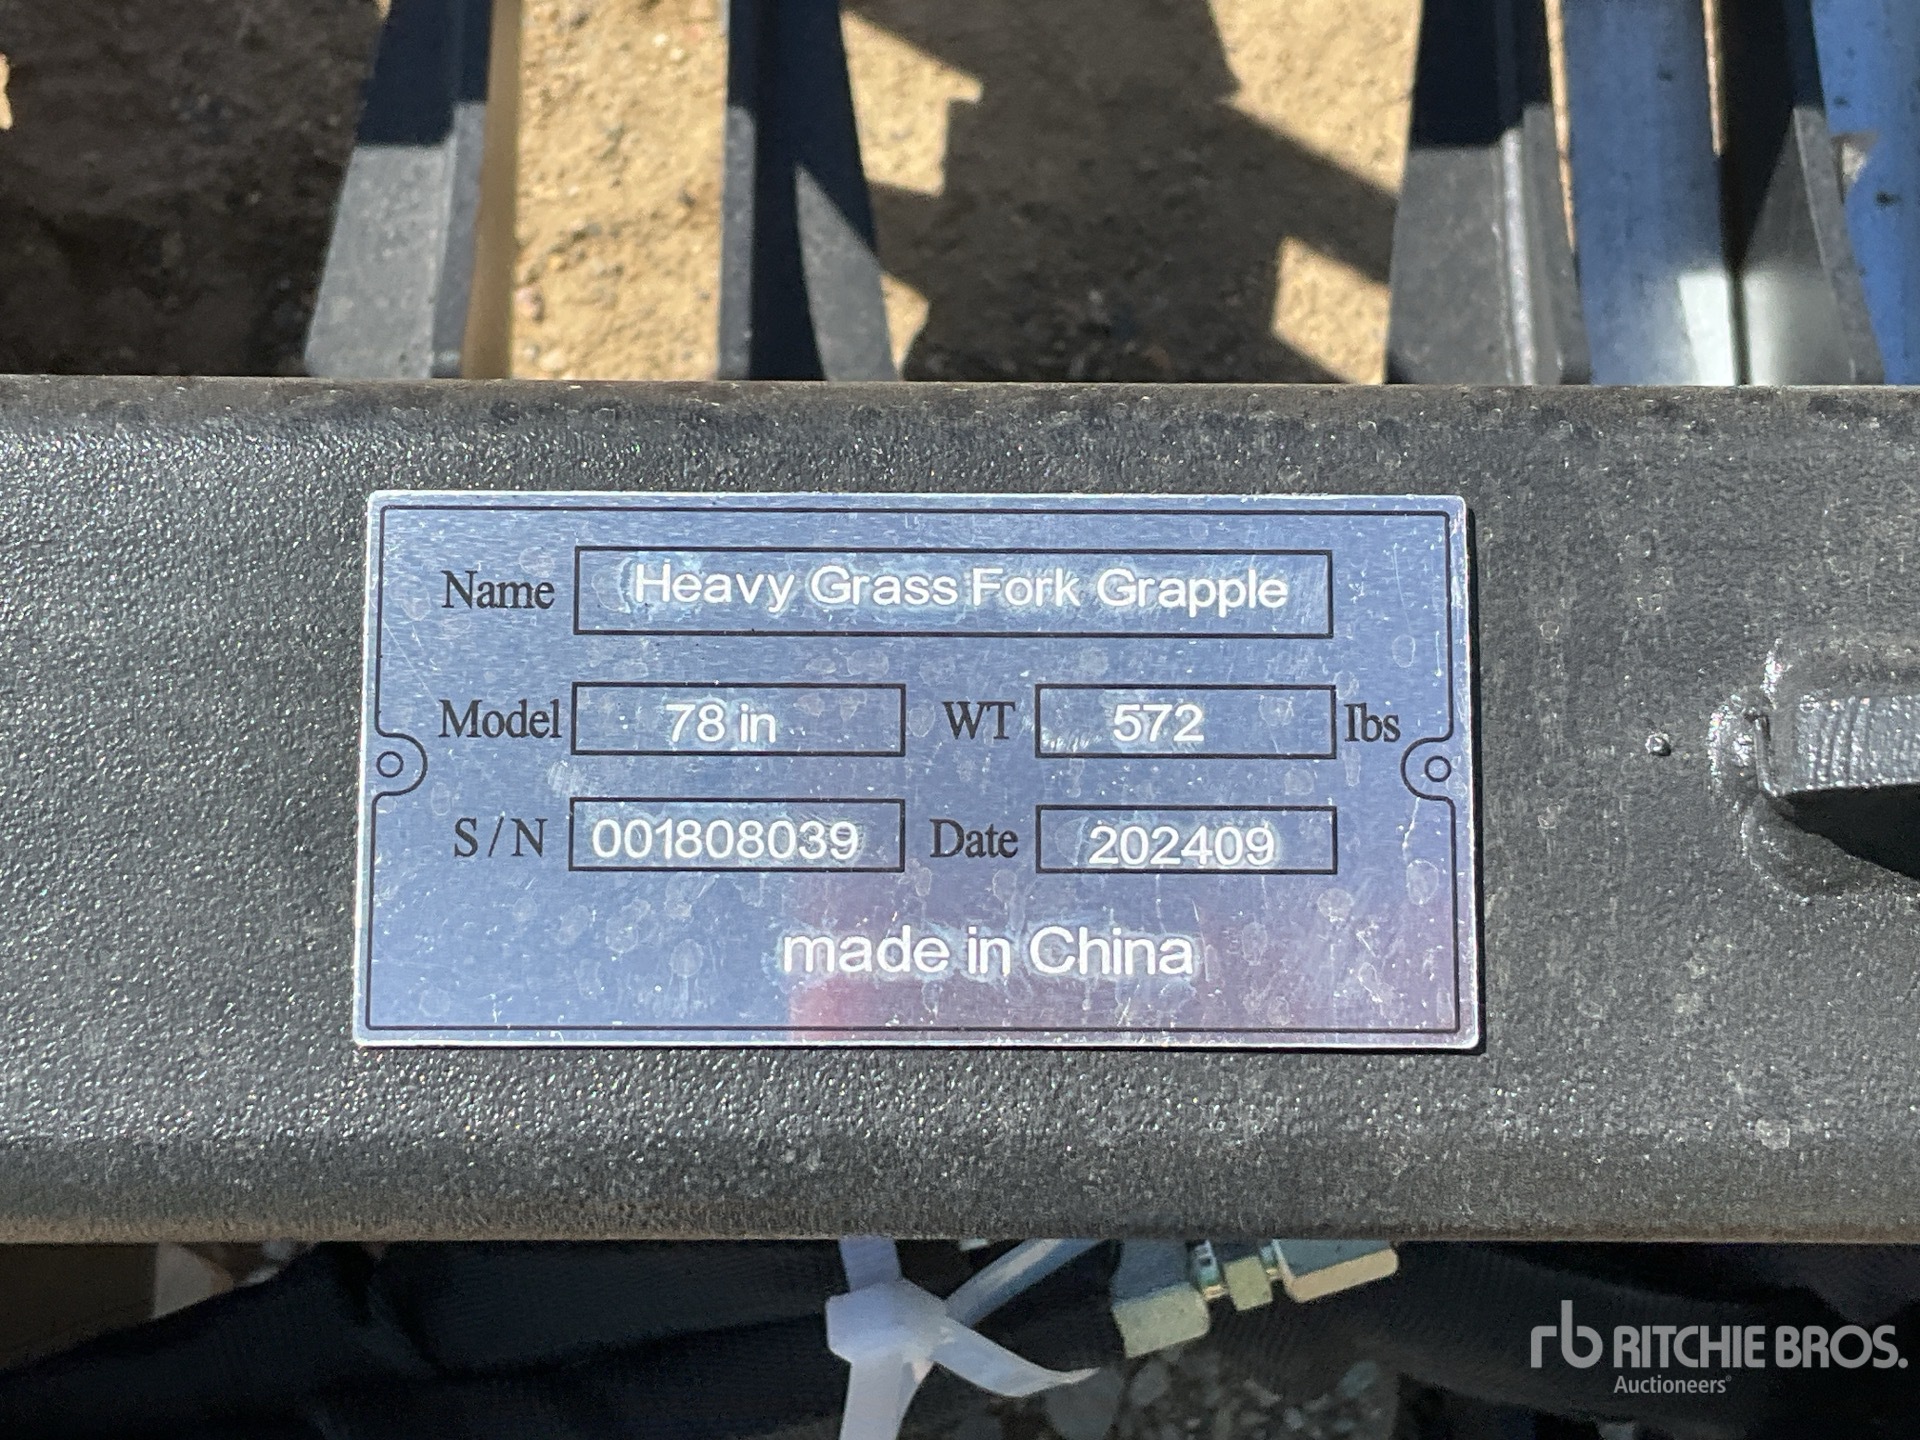 Name Heavy Grass Fork Grapple
Model 78 in WT 572 lbs
S/N 001808039 Date 202409
made in China
rb RITCHIE BROS.
Auctioneers